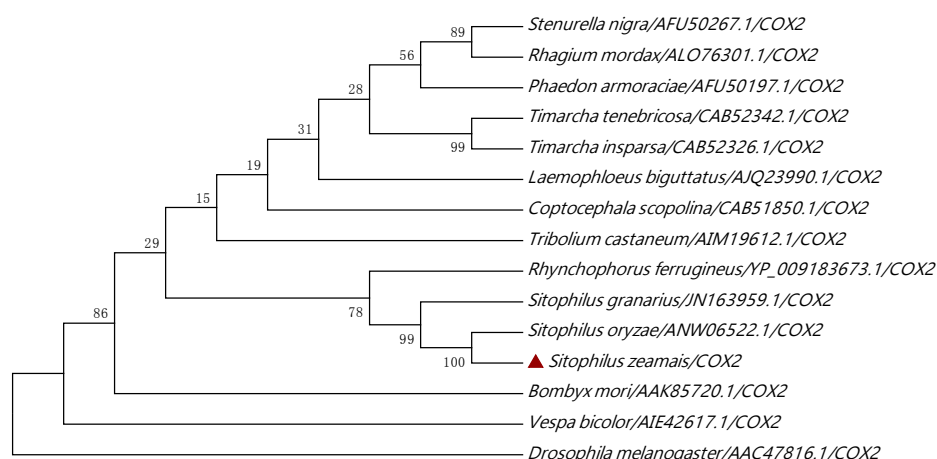 Stenurella nigra/AFU50267.1/COX2
89
Rhagium mordax/ALO76301.1/COX2
56
Phaedon armoraciae/AFU50197.1/COX2
28
Timarcha tenebricosa/CAB52342.1/COX2
31
99
Timarcha insparsa/CAB52326.1/COX2
19
Laemophloeus biguttatus/AJQ23990.1/COX2
15
Coptocephala scopolina/CAB51850.1/COX2
29
Tribolium castaneum/AIM19612.1/COX2
Rhynchophorus ferrugineus/YP_009183673.1/COX2
86
78
Sitophilus granarius/JN163959.1/COX2
99
Sitophilus oryzae/ANW06522.1/COX2
100
Sitophilus zeamais/COX2
Bombyx mori/AAK85720.1/COX2
Vespa bicolor/AIE42617.1/COX2
Drosophila melanogaster/AAC47816.1/COX2